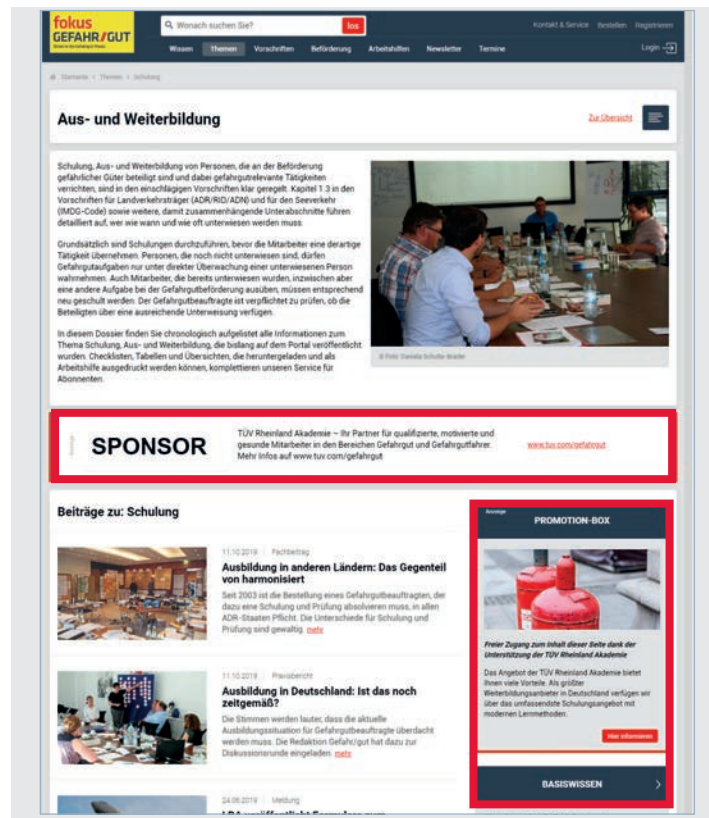 fokus
GEFAHR/GUT
Wonach suchen Sie?
los
Kontakt & Service Bestellen Registrieren
Wissen Themen Vorschriften Beförderung Arbeitshilfen Newsletter Termine
Login
Startseite Themen Schulung
Aus- und Weiterbildung
Zur Übersicht
Schulung, Aus- und Weiterbildung von Personen, die an der Beförderung
gefährlicher Güter beteiligt sind und dabei gefahrgutrelevante Tätigkeiten
verrichten, sind in den einschlägigen Vorschriften klar geregelt. Kapitel 1.3 in den
Vorschriften für Landverkehrsträger (ADR/RID/ADN) und für den Seeverkehr
(IMDG-Code) sowie weitere, damit zusammenhängende Unterabschnitte führen
detailliert auf, wer wie wann und wie oft unterwiesen werden muss.
Grundsätzlich sind Schulungen durchzuführen, bevor die Mitarbeiter eine derartige
Tätigkeit übernehmen. Personen, die noch nicht unterwiesen sind, dürfen
Gefahrgutaufgaben nur unter direkter Überwachung einer unterwiesenen Person
wahrnehmen. Auch Mitarbeiter, die bereits unterwiesen wurden, inzwischen aber
eine andere Aufgabe bei der Gefahrgutbeförderung ausüben, müssen entsprechend
neu geschult werden. Der Gefahrgutbeauftragte ist verpflichtet zu prüfen, ob die
Beteiligten über eine ausreichende Unterweisung verfügen.
In diesem Dossier finden Sie chronologisch aufgelistet alle Informationen zum
Thema Schulung, Aus- und Weiterbildung, die bislang auf dem Portal veröffentlicht
wurden. Checklisten, Tabellen und Übersichten, die heruntergeladen und als
Arbeitshilfe ausgedruckt werden können, komplettieren unseren Service für
Abonnenten.
© Foto: Daniela Schulte-Brader
Anzeige
SPONSOR
TÜV Rheinland Akademie – Ihr Partner für qualifizierte, motivierte und
gesunde Mitarbeiter in den Bereichen Gefahrgut und Gefahrgutfahrer.
Mehr Infos auf www.tuv.com/gefahrgut
www.tuv.com/gefahrgut
Beiträge zu: Schulung
11.10.2019 | Fachbeitrag
Ausbildung in anderen Ländern: Das Gegenteil
von harmonisiert
Seit 2003 ist die Bestellung eines Gefahrgutbeauftragten, der
dazu eine Schulung und Prüfung absolvieren muss, in allen
ADR-Staaten Pflicht. Die Unterschiede für Schulung und
Prüfung sind gewaltig. mehr
11.10.2019 | Praxisbericht
Ausbildung in Deutschland: Ist das noch
zeitgemäß?
Die Stimmen werden lauter, dass die aktuelle
Ausbildungssituation für Gefahrgutbeauftragte überdacht
werden muss. Die Redaktion Gefahr/gut hat dazu zur
Diskussionsrunde eingeladen. mehr
24.06.2019 | Meldung
Anzeige
PROMOTION-BOX
Freier Zugang zum Inhalt dieser Seite dank der
Unterstützung der TÜV Rheinland Akademie
Das Angebot der TÜV Rheinland Akademie bietet
Ihnen viele Vorteile. Als größter
Weiterbildungsanbieter in Deutschland verfügen wir
über das umfassendste Schulungsangebot mit
modernen Lernmethoden.
Hier informieren
BASISWISSEN